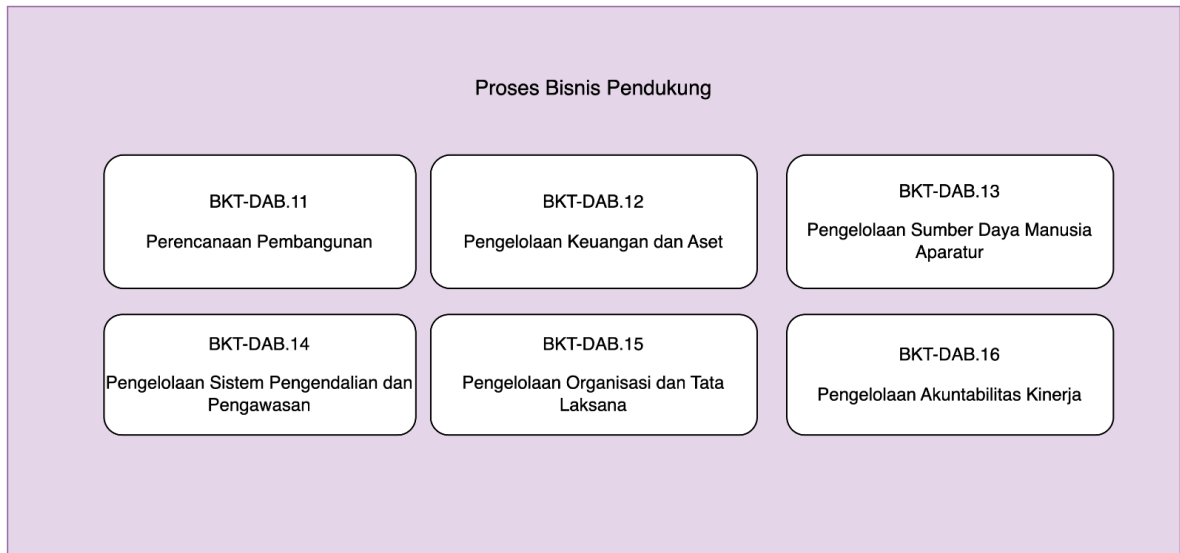 Proses Bisnis Pendukung
BKT-DAB.11
Perencanaan Pembangunan
BKT-DAB.12
Pengelolaan Keuangan dan Aset
BKT-DAB.13
Pengelolaan Sumber Daya Manusia
Aparatur
BKT-DAB.14
Pengelolaan Sistem Pengendalian dan
Pengawasan
BKT-DAB.15
Pengelolaan Organisasi dan Tata
Laksana
BKT-DAB.16
Pengelolaan Akuntabilitas Kinerja